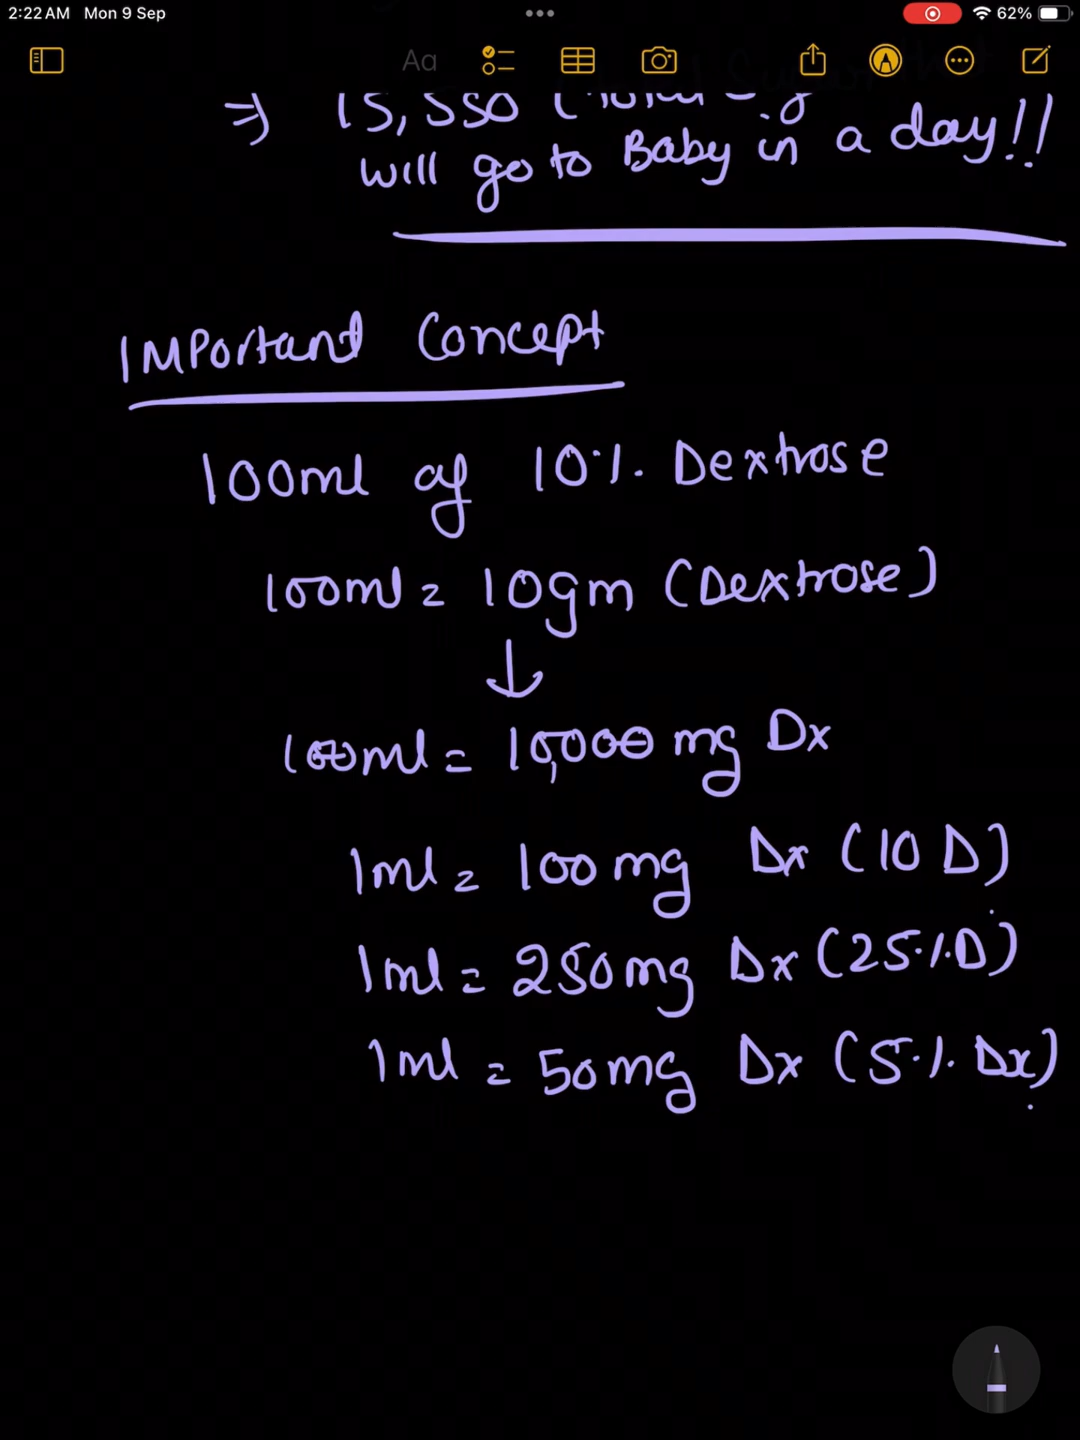 2:22 AM Mon 9 Sep
62%
Aa
=> 15,550
will go to Baby in a day!!
Important Concept
100ml of 10% Dextrose
100ml = 10gm (Dextrose)
↓
100ml = 10,000 mg Dx
1ml = 100 mg Dx (10 D)
1ml = 250mg Dx (25% D)
1ml = 50mg Dx (5% Dx)